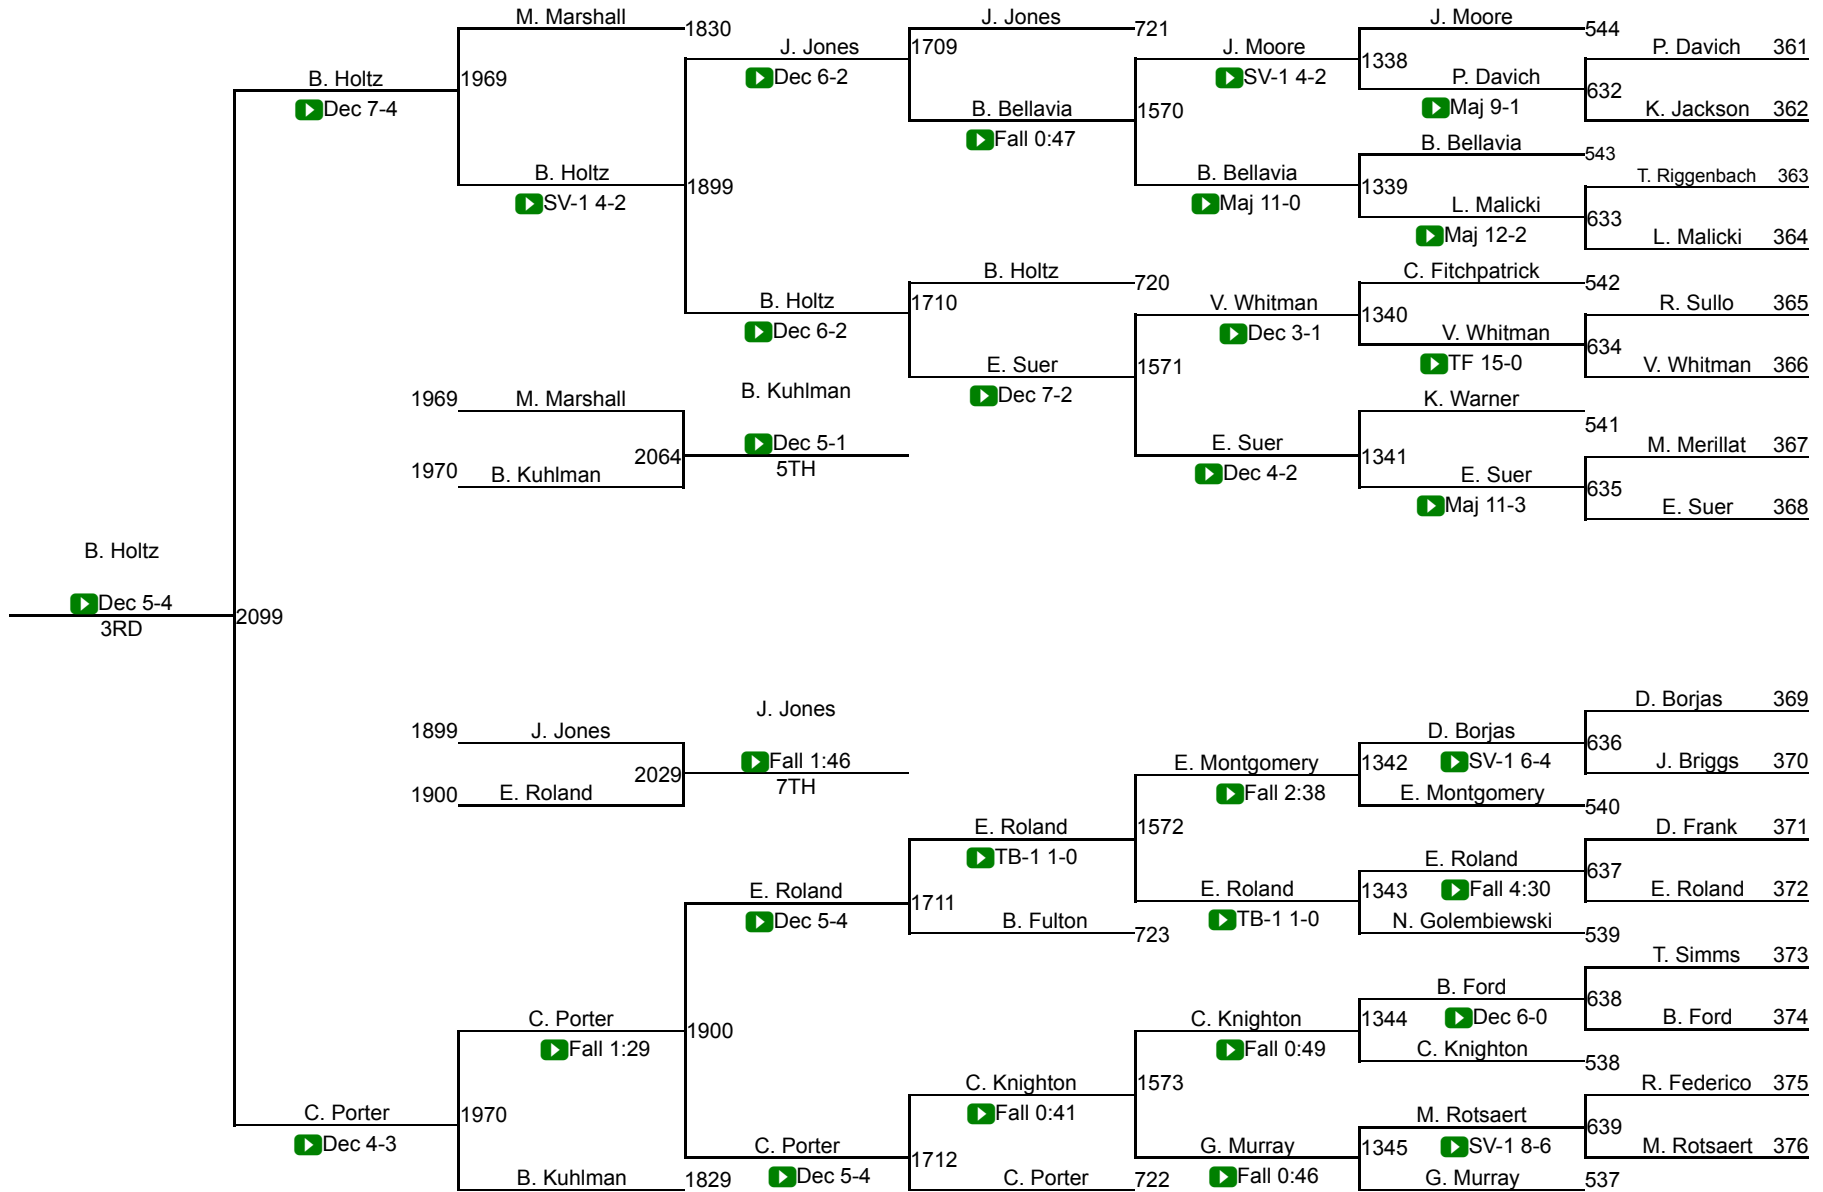 M. Marshall
1830
J. Jones
721
J. Moore
544
P. Davich 361
J. Jones
1709
J. Moore
1338
Dec 6-2
SV-1 4-2
P. Davich
632
B. Holtz
1969
Maj 9-1
K. Jackson 362
Dec 7-4
B. Bellavia
1570
Fall 0:47
B. Bellavia
543
B. Holtz
1899
B. Bellavia
1339
T. Riggenbach 363
SV-1 4-2
Maj 11-0
L. Malicki
633
Maj 12-2
L. Malicki 364
B. Holtz
720
C. Fitchpatrick
542
B. Holtz
1710
V. Whitman
1340
R. Sullo 365
Dec 6-2
Dec 3-1
V. Whitman
634
E. Suer
1571
TF 15-0
V. Whitman 366
Dec 7-2
1969 M. Marshall
B. Kuhlman
K. Warner
541
2064
Dec 5-1
5TH
E. Suer
1341
M. Merillat 367
1970 B. Kuhlman
Dec 4-2
E. Suer
635
Maj 11-3
E. Suer 368
B. Holtz
Dec 5-4
3RD
2099
1899 J. Jones
J. Jones
D. Borjas
D. Borjas 369
2029
Fall 1:46
7TH
E. Montgomery
1342
SV-1 6-4
636
J. Briggs 370
1900 E. Roland
Fall 2:38
E. Montgomery
540
E. Roland
1572
D. Frank 371
TB-1 1-0
E. Roland
637
E. Roland
1711
E. Roland
1343
Fall 4:30
E. Roland 372
Dec 5-4
B. Fulton
723
TB-1 1-0
N. Golembiewski
539
T. Simms 373
B. Ford
638
C. Porter
1900
C. Knighton
1344
Dec 6-0
B. Ford 374
Fall 1:29
Fall 0:49
C. Knighton
538
C. Knighton
1573
R. Federico 375
C. Porter
1970
Fall 0:41
M. Rotsaert
639
Dec 4-3
C. Porter
1712
G. Murray
1345
SV-1 8-6
M. Rotsaert 376
B. Kuhlman
1829
Dec 5-4
C. Porter
722
Fall 0:46
G. Murray
537